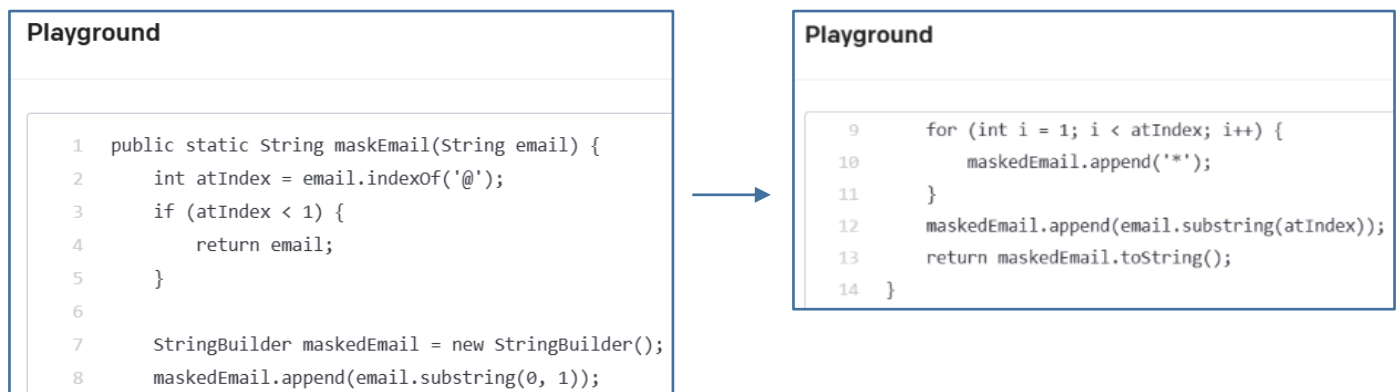 Playground
1 public static String maskEmail(String email) {
2 int atIndex = email.indexOf('@');
3 if (atIndex < 1) {
4 return email;
5 }
6
7 StringBuilder maskedEmail = new StringBuilder();
8 maskedEmail.append(email.substring(0, 1));
Playground
9 for (int i = 1; i < atIndex; i++) {
10 maskedEmail.append('*');
11 }
12 maskedEmail.append(email.substring(atIndex));
13 return maskedEmail.toString();
14 }